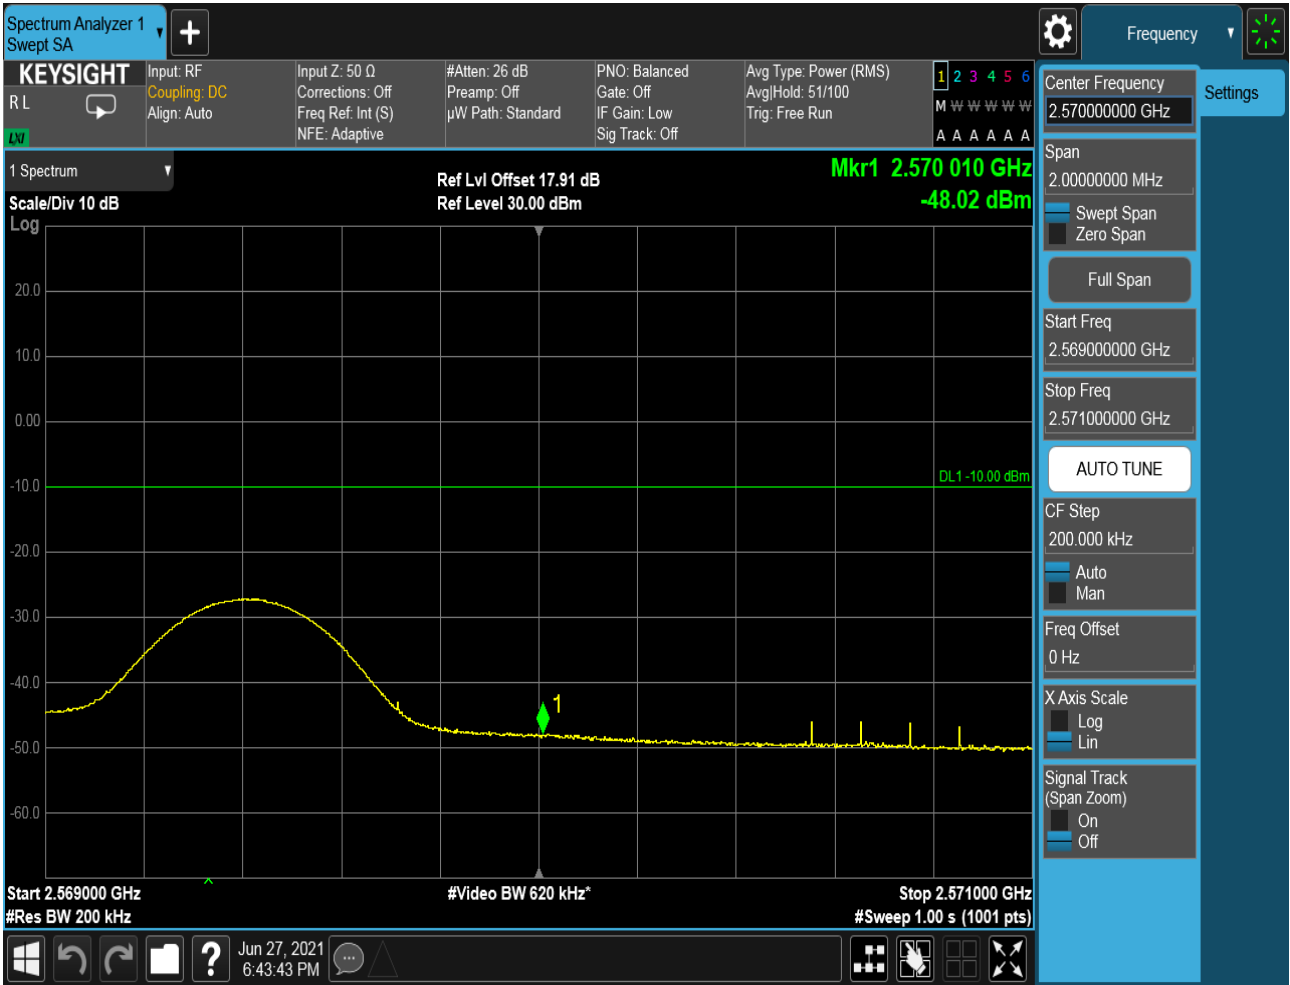 Spectrum Analyzer 1
Swept SA
Frequency
KEYSIGHT
R L
LXI
Input: RF
Coupling: DC
Align: Auto
Input Z: 50 Ω
Corrections: Off
Freq Ref: Int (S)
NFE: Adaptive
#Atten: 26 dB
Preamp: Off
µW Path: Standard
PNO: Balanced
Gate: Off
IF Gain: Low
Sig Track: Off
Avg Type: Power (RMS)
Avg|Hold: 51/100
Trig: Free Run
1 2 3 4 5 6
M W W W W W
A A A A A A
1 Spectrum
Scale/Div 10 dB
Log
Ref Lvl Offset 17.91 dB
Ref Level 30.00 dBm
Mkr1 2.570 010 GHz
-48.02 dBm
20.0
10.0
0.00
-10.0
-20.0
-30.0
-40.0
-50.0
-60.0
DL1 -10.00 dBm
1
Start 2.569000 GHz
#Res BW 200 kHz
#Video BW 620 kHz*
Stop 2.571000 GHz
#Sweep 1.00 s (1001 pts)
Jun 27, 2021
6:43:43 PM
Center Frequency
2.570000000 GHz
Span
2.00000000 MHz
Swept Span
Zero Span
Full Span
Start Freq
2.569000000 GHz
Stop Freq
2.571000000 GHz
AUTO TUNE
CF Step
200.000 kHz
Auto
Man
Freq Offset
0 Hz
X Axis Scale
Log
Lin
Signal Track
(Span Zoom)
On
Off
Settings